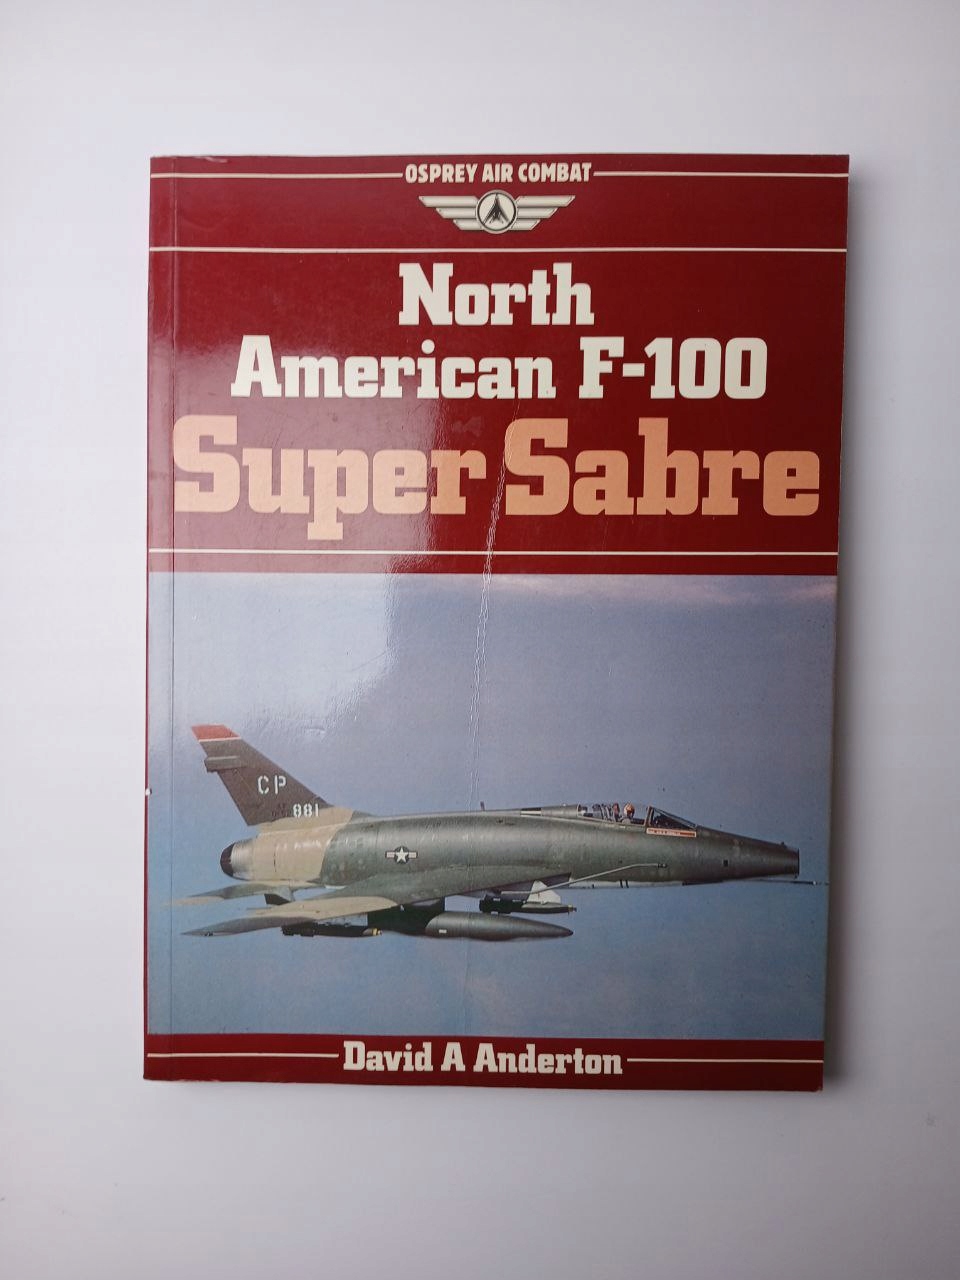 OSPREY AIR COMBAT
North
American F-100
Super Sabre
CP
881
David A Anderton